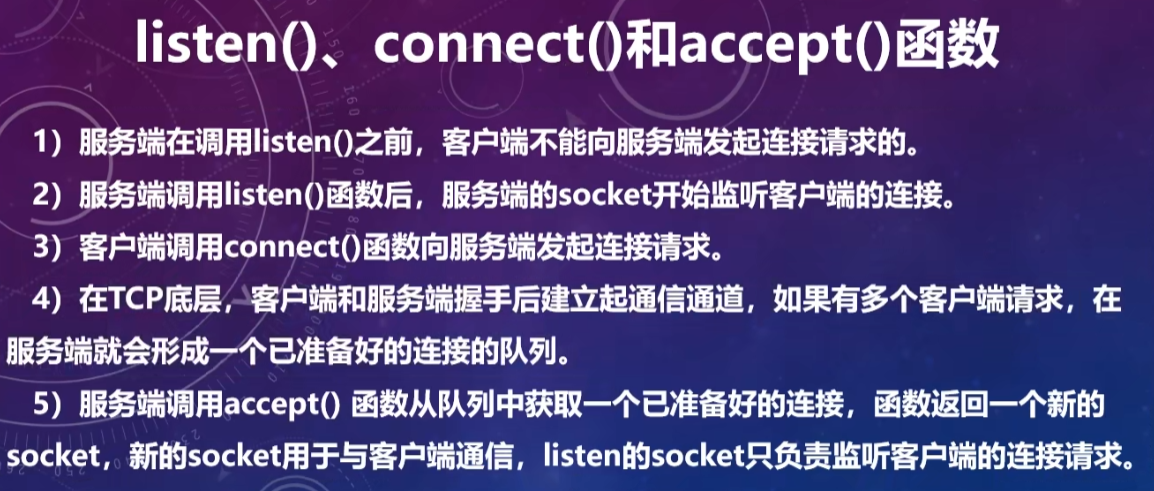 listen()、connect()和accept()函数
1）服务端在调用listen()之前，客户端不能向服务端发起连接请求的。
2）服务端调用listen()函数后，服务端的socket开始监听客户端的连接。
3）客户端调用connect()函数向服务端发起连接请求。
4）在TCP底层，客户端和服务端握手后建立起通信通道，如果有多个客户端请求，在
服务端就会形成一个已准备好的连接的队列。
5）服务端调用accept() 函数从队列中获取一个已准备好的连接，函数返回一个新的
socket，新的socket用于与客户端通信，listen的socket只负责监听客户端的连接请求。